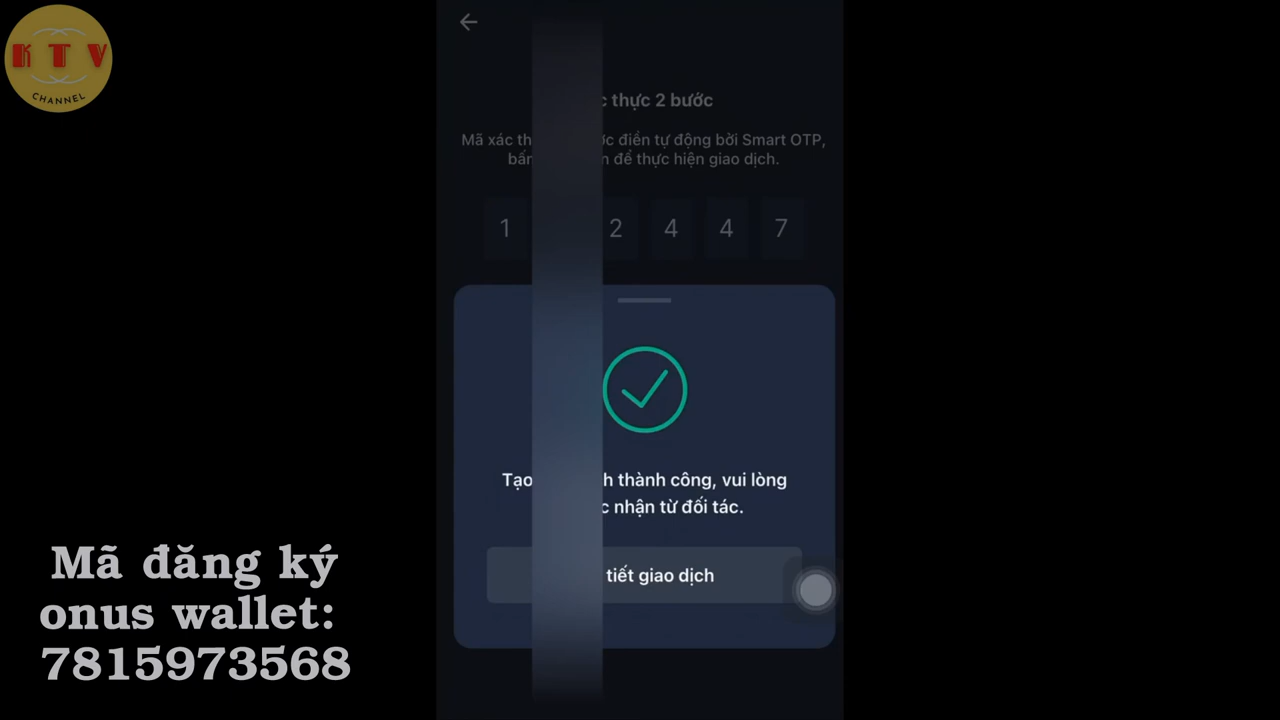 K T V
CHANNEL
thực 2 bước
Mã xác điền tự động bởi Smart OTP,
để thực hiện giao dịch.
1 2 4 4 7
Tạo thành công, vui lòng
nhận từ đối tác.
tiết giao dịch
Mã đăng ký
onus wallet:
7815973568